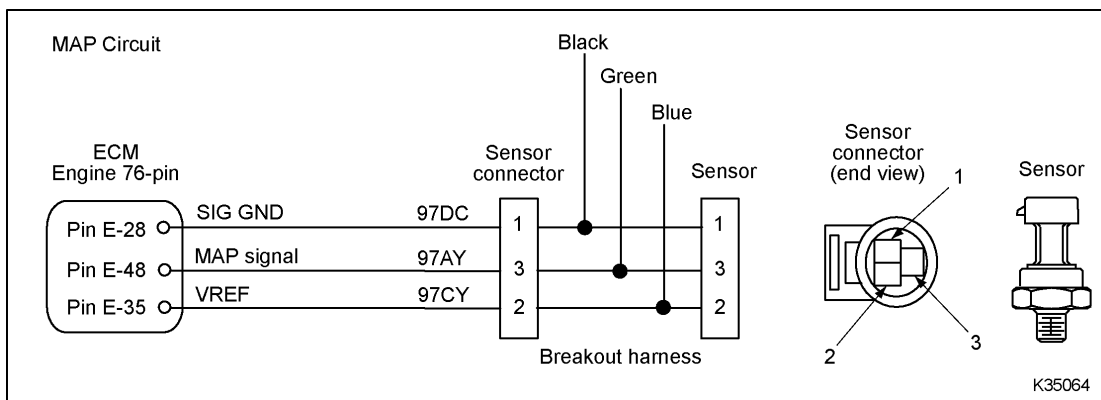 MAP Circuit
Black
Green
Blue
ECM
Engine 76-pin
Sensor
connector
Sensor
Sensor
connector
(end view)
1
Sensor
Pin E-28
SIG GND
97DC
1
1
Pin E-48
MAP signal
97AY
3
3
Pin E-35
VREF
97CY
2
2
Breakout harness
2
3
K35064